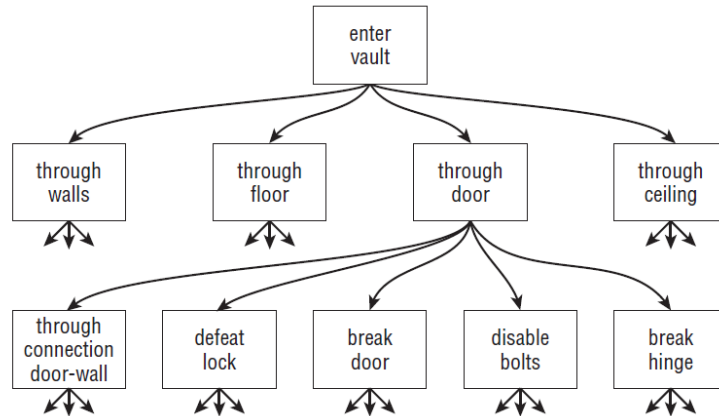 enter
vault
through
walls
through
floor
through
door
through
ceiling
through
connection
door-wall
defeat
lock
break
door
disable
bolts
break
hinge